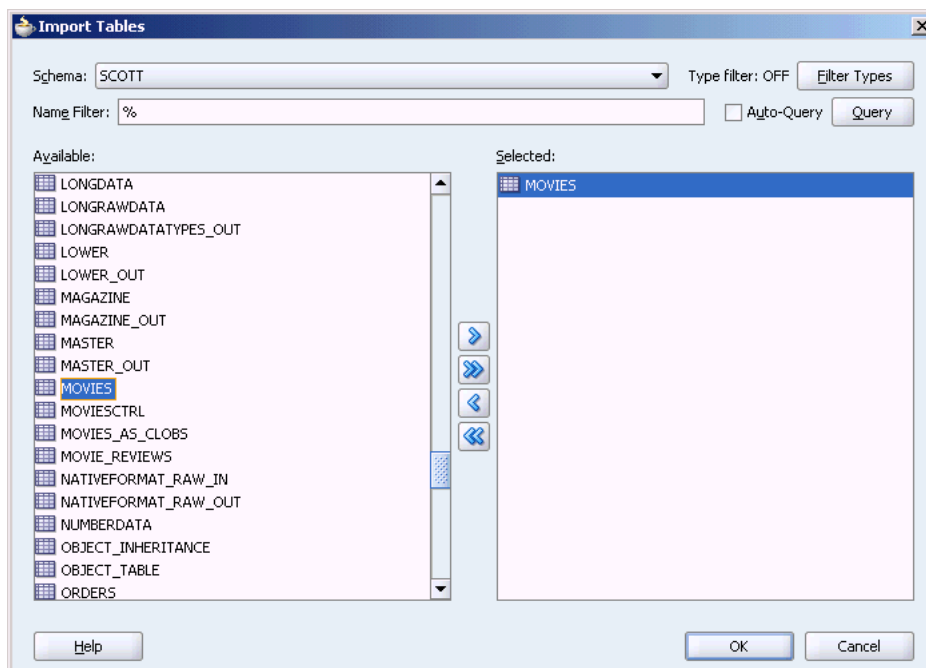 Import Tables
Schema: SCOTT Type filter: OFF Filter Types
Name Filter: % Auto-Query Query
Available: Selected:
LONGDATA MOVIES
LONGRAWDATA
LONGRAWDATATYPES_OUT
LOWER
LOWER_OUT
MAGAZINE
MAGAZINE_OUT
MASTER
MASTER_OUT
MOVIES
MOVIESCTRL
MOVIES_AS_CLOBS
MOVIE_REVIEWS
NATIVEFORMAT_RAW_IN
NATIVEFORMAT_RAW_OUT
NUMBERDATA
OBJECT_INHERITANCE
OBJECT_TABLE
ORDERS
Help OK Cancel